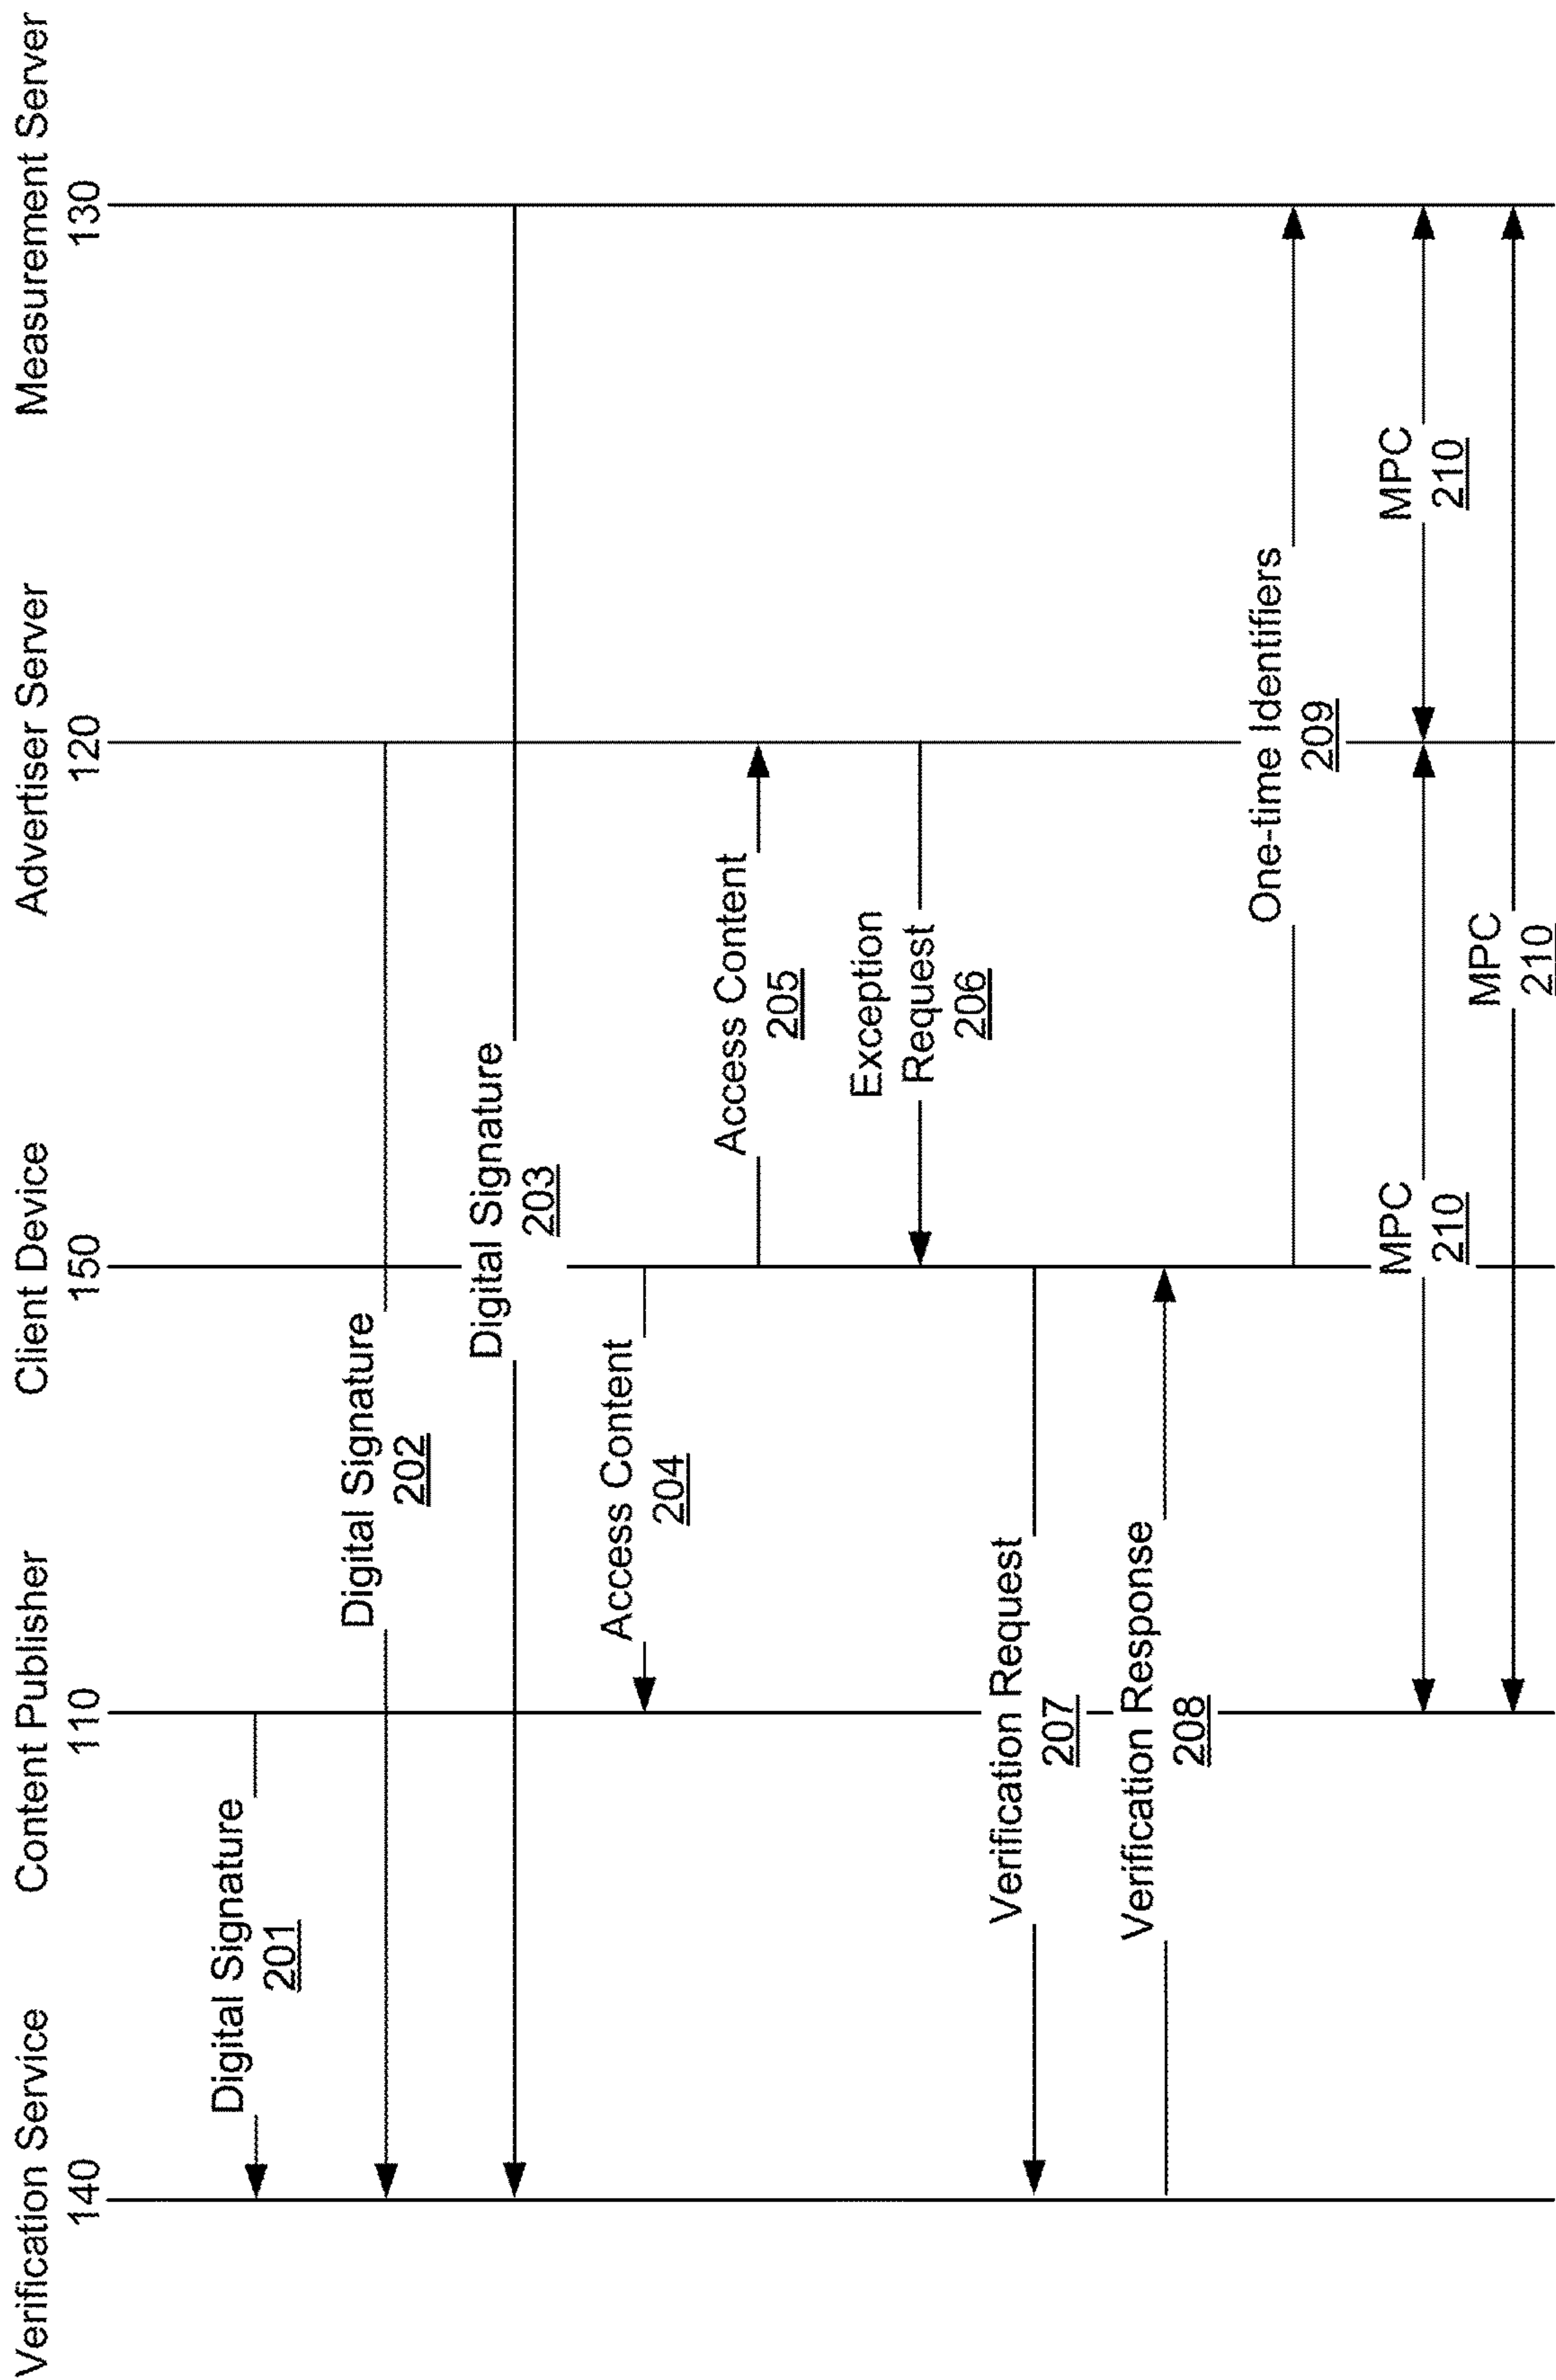 Verification Service
Content Publisher
Client Device
Advertiser Server
Measurement Server
140
110
150
120
130
Digital Signature
201
Digital Signature
202
Digital Signature
203
Access Content
204
Access Content
205
Exception
Request
206
Verification Request
207
Verification Response
208
One-time Identifiers
209
MPC
210
MPC
210
MPC
210